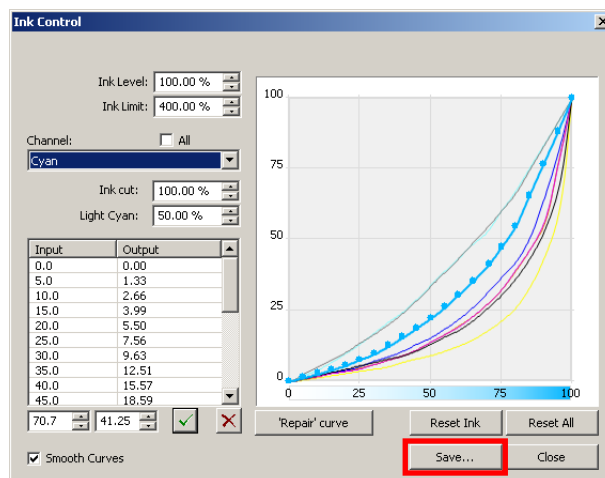 Ink Control
Ink Level: 100.00 %
Ink Limit: 400.00 %
Channel: All
Cyan
Ink cut: 100.00 %
Light Cyan: 50.00 %
Input Output
0.0 0.00
5.0 1.33
10.0 2.66
15.0 3.99
20.0 5.50
25.0 7.56
30.0 9.63
35.0 12.51
40.0 15.57
45.0 18.59
70.7 41.25
Smooth Curves
100
75
50
25
0
0 25 50 75 100
'Repair' curve Reset Ink Reset All
Save... Close